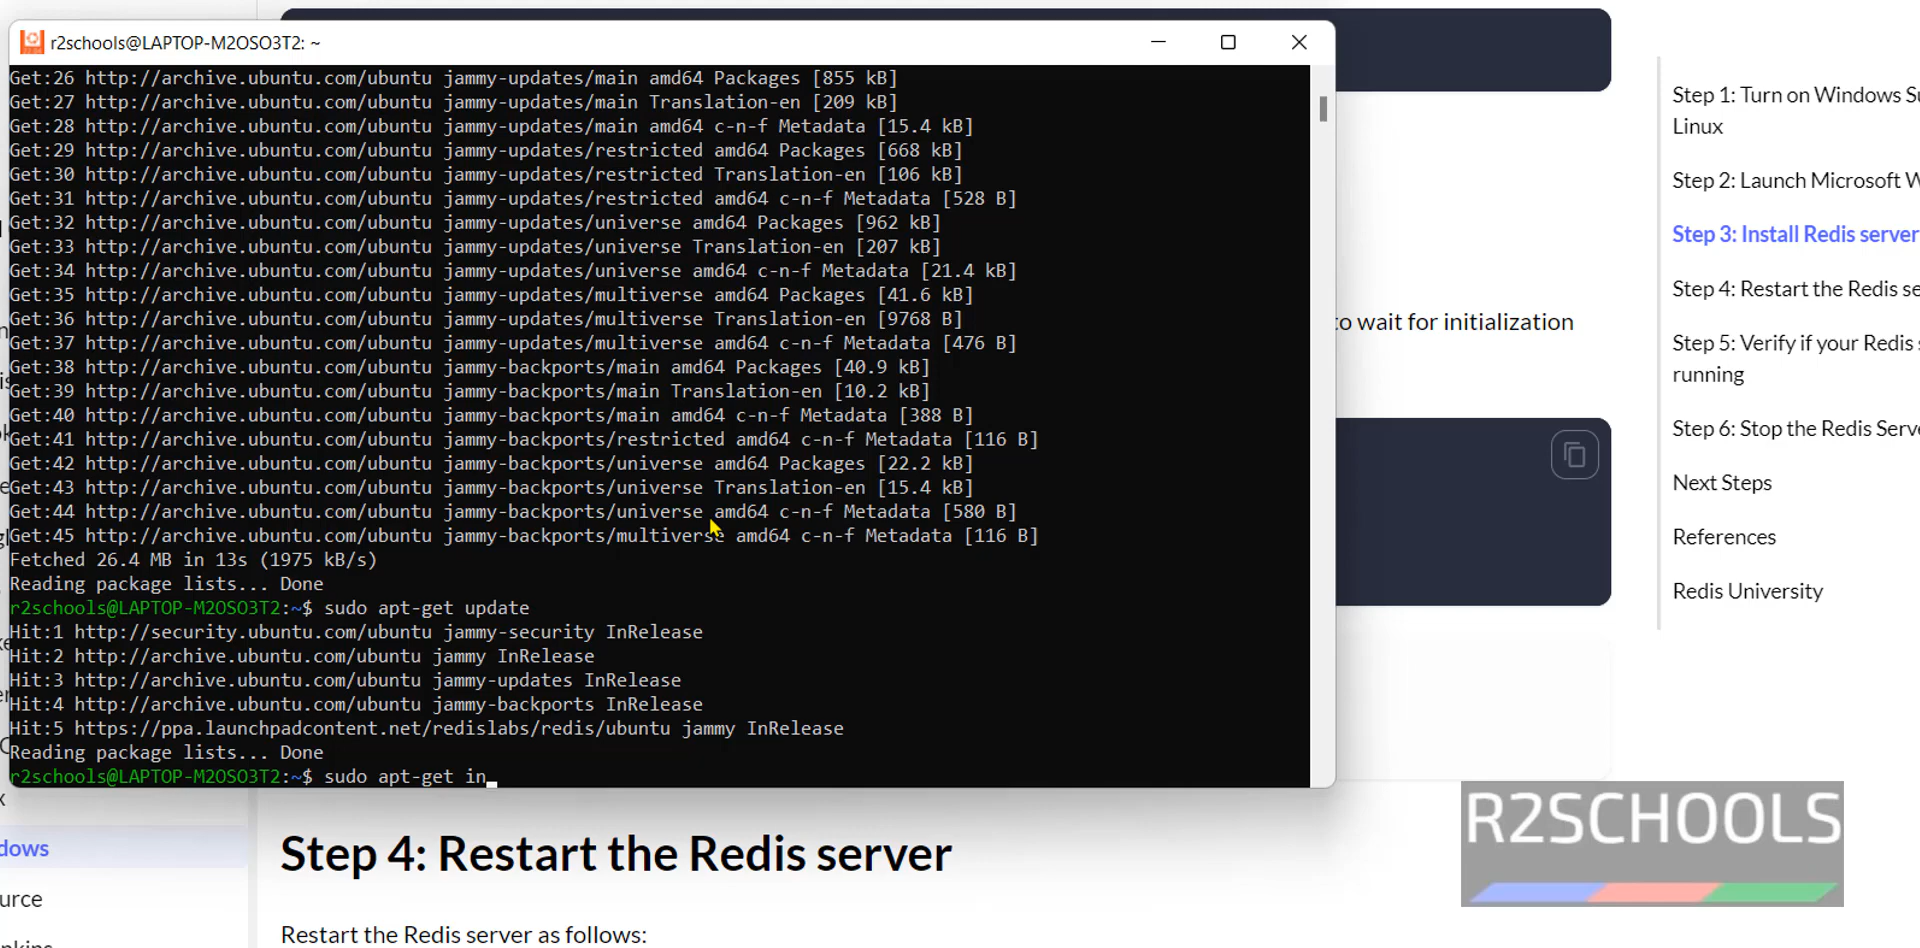 r2schools@LAPTOP-M2OSO3T2: ~
Get:26 http://archive.ubuntu.com/ubuntu jammy-updates/main amd64 Packages [855 kB]
Get:27 http://archive.ubuntu.com/ubuntu jammy-updates/main Translation-en [209 kB]
Get:28 http://archive.ubuntu.com/ubuntu jammy-updates/main amd64 c-n-f Metadata [15.4 kB]
Get:29 http://archive.ubuntu.com/ubuntu jammy-updates/restricted amd64 Packages [668 kB]
Get:30 http://archive.ubuntu.com/ubuntu jammy-updates/restricted Translation-en [106 kB]
Get:31 http://archive.ubuntu.com/ubuntu jammy-updates/restricted amd64 c-n-f Metadata [528 B]
Get:32 http://archive.ubuntu.com/ubuntu jammy-updates/universe amd64 Packages [962 kB]
Get:33 http://archive.ubuntu.com/ubuntu jammy-updates/universe Translation-en [207 kB]
Get:34 http://archive.ubuntu.com/ubuntu jammy-updates/universe amd64 c-n-f Metadata [21.4 kB]
Get:35 http://archive.ubuntu.com/ubuntu jammy-updates/multiverse amd64 Packages [41.6 kB]
Get:36 http://archive.ubuntu.com/ubuntu jammy-updates/multiverse Translation-en [9768 B]
Get:37 http://archive.ubuntu.com/ubuntu jammy-updates/multiverse amd64 c-n-f Metadata [476 B]
Get:38 http://archive.ubuntu.com/ubuntu jammy-backports/main amd64 Packages [40.9 kB]
Get:39 http://archive.ubuntu.com/ubuntu jammy-backports/main Translation-en [10.2 kB]
Get:40 http://archive.ubuntu.com/ubuntu jammy-backports/main amd64 c-n-f Metadata [388 B]
Get:41 http://archive.ubuntu.com/ubuntu jammy-backports/restricted amd64 c-n-f Metadata [116 B]
Get:42 http://archive.ubuntu.com/ubuntu jammy-backports/universe amd64 Packages [22.2 kB]
Get:43 http://archive.ubuntu.com/ubuntu jammy-backports/universe Translation-en [15.4 kB]
Get:44 http://archive.ubuntu.com/ubuntu jammy-backports/universe amd64 c-n-f Metadata [580 B]
Get:45 http://archive.ubuntu.com/ubuntu jammy-backports/multiverse amd64 c-n-f Metadata [116 B]
Fetched 26.4 MB in 13s (1975 kB/s)
Reading package lists... Done
r2schools@LAPTOP-M2OSO3T2:~$ sudo apt-get update
Hit:1 http://security.ubuntu.com/ubuntu jammy-security InRelease
Hit:2 http://archive.ubuntu.com/ubuntu jammy InRelease
Hit:3 http://archive.ubuntu.com/ubuntu jammy-updates InRelease
Hit:4 http://archive.ubuntu.com/ubuntu jammy-backports InRelease
Hit:5 https://ppa.launchpadcontent.net/redislabs/redis/ubuntu jammy InRelease
Reading package lists... Done
r2schools@LAPTOP-M2OSO3T2:~$ sudo apt-get in
to wait for initialization
Step 4: Restart the Redis server
Restart the Redis server as follows:
Step 1: Turn on Windows
Linux
Step 2: Launch Microsoft
Step 3: Install Redis server
Step 4: Restart the Redis
Step 5: Verify if your Redis
running
Step 6: Stop the Redis
Next Steps
References
Redis University
R2SCHOOLS